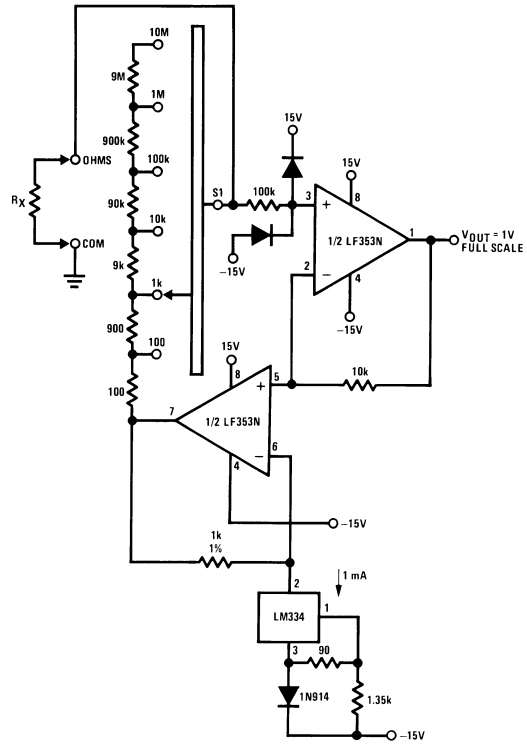 10M
9M
1M
900k
100k
90k
10k
9k
1k
900
100
100
OHMS
RX
COM
S1
100k
15V
-15V
3
+
15V
8
1/2 LF353N
1
2
−
4
-15V
VOUT = 1V
FULL SCALE
10k
15V
8
5
+
7
1/2 LF353N
6
−
4
-15V
1k
1%
2
1 mA
LM334
1
3
90
1N914
1.35k
-15V